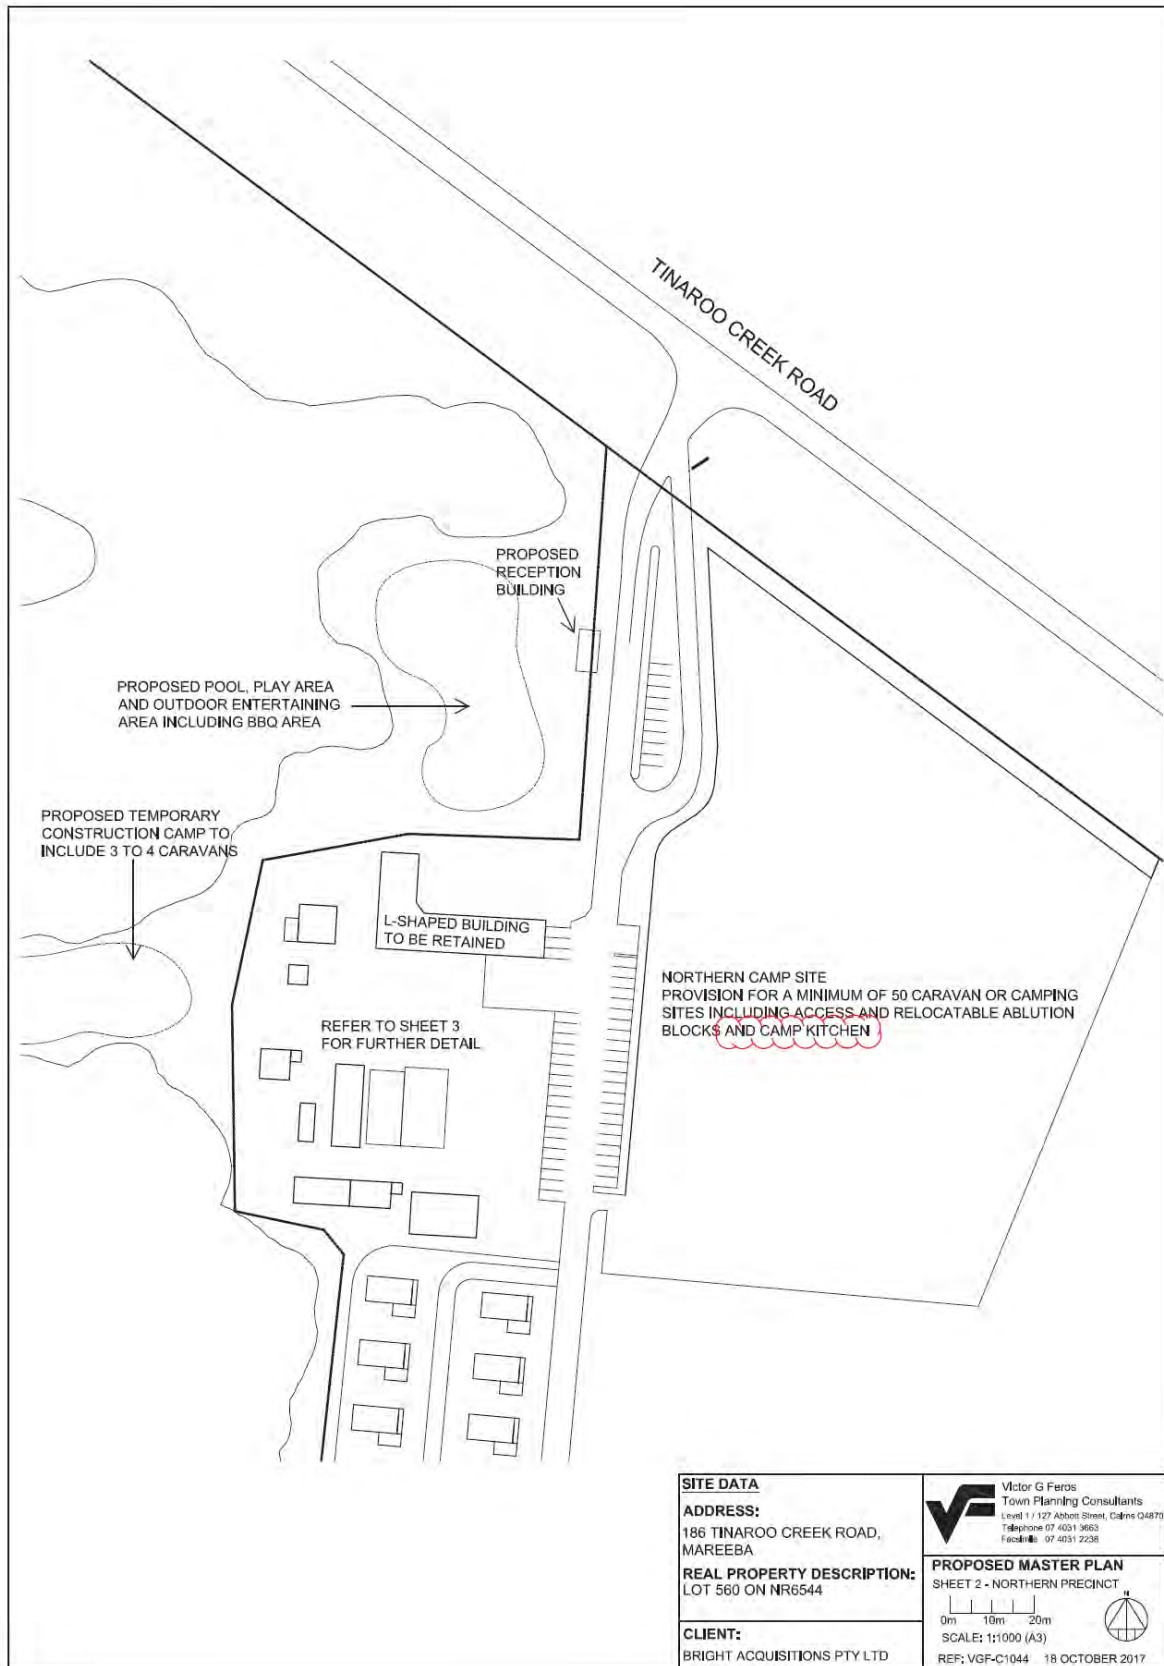 TINAROO CREEK ROAD
PROPOSED
RECEPTION
BUILDING
PROPOSED POOL, PLAY AREA
AND OUTDOOR ENTERTAINING
AREA INCLUDING BBQ AREA
PROPOSED TEMPORARY
CONSTRUCTION CAMP TO
INCLUDE 3 TO 4 CARAVANS
L-SHAPED BUILDING
TO BE RETAINED
NORTHERN CAMP SITE
PROVISION FOR A MINIMUM OF 50 CARAVAN OR CAMPING
SITES INCLUDING ACCESS AND RELOCATABLE ABLUTION
BLOCKS AND CAMP KITCHEN
REFER TO SHEET 3
FOR FURTHER DETAIL
SITE DATA
ADDRESS:
186 TINAROO CREEK ROAD,
MAREEBA
REAL PROPERTY DESCRIPTION:
LOT 560 ON NR6544
CLIENT:
BRIGHT ACQUISITIONS PTY LTD
Victor G Feros
Town Planning Consultants
Level 1 / 127 Abbott Street, Cairns Q4870
Telephone 07 4031 3663
Facsimile 07 4031 2238
PROPOSED MASTER PLAN
SHEET 2 - NORTHERN PRECINCT
N
0m 10m 20m
SCALE: 1:1000 (A3)
REF: VGF-C1044 18 OCTOBER 2017